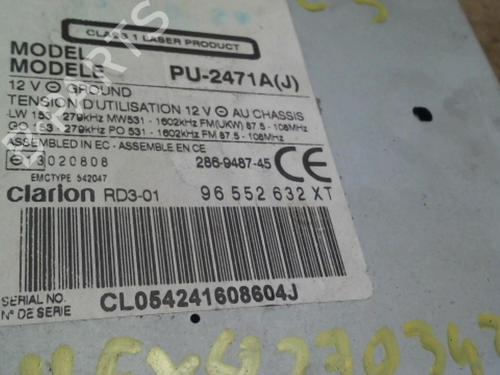 CLASS 1 LASER PRODUCT
MODEL
MODELE PU-2471A(J)
12 V ⊖ GROUND
TENSION D'UTILISATION 12 V ⊖ AU CHASSIS
LW 153 - 279kHz MW531 - 1602kHz FM(UKW) 87.5 - 108MHz
GO 153 - 279kHz PO 531 - 1602kHz FM 87.5 - 108MHz
ASSEMBLED IN EC - ASSEMBLE EN CE
020808 286-9487-45 CE
EMCTYPE 542047
clarion RD3-01 96 552 632 XT
SERIAL NO.
N° DE SERIE CL054241608604J